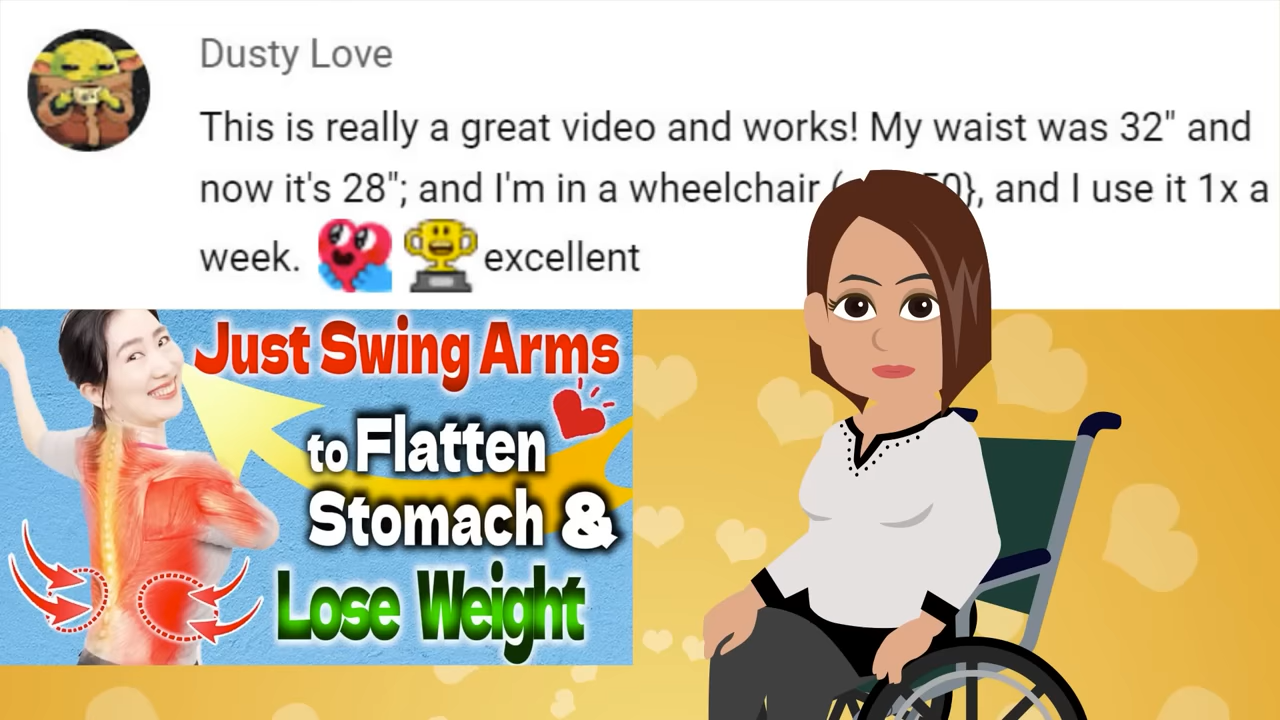 Dusty Love
This is really a great video and works! My waist was 32" and
now it's 28"; and I'm in a wheelchair ( 50}, and I use it 1x a
week. excellent
Just Swing Arms
to Flatten
Stomach &
Lose Weight